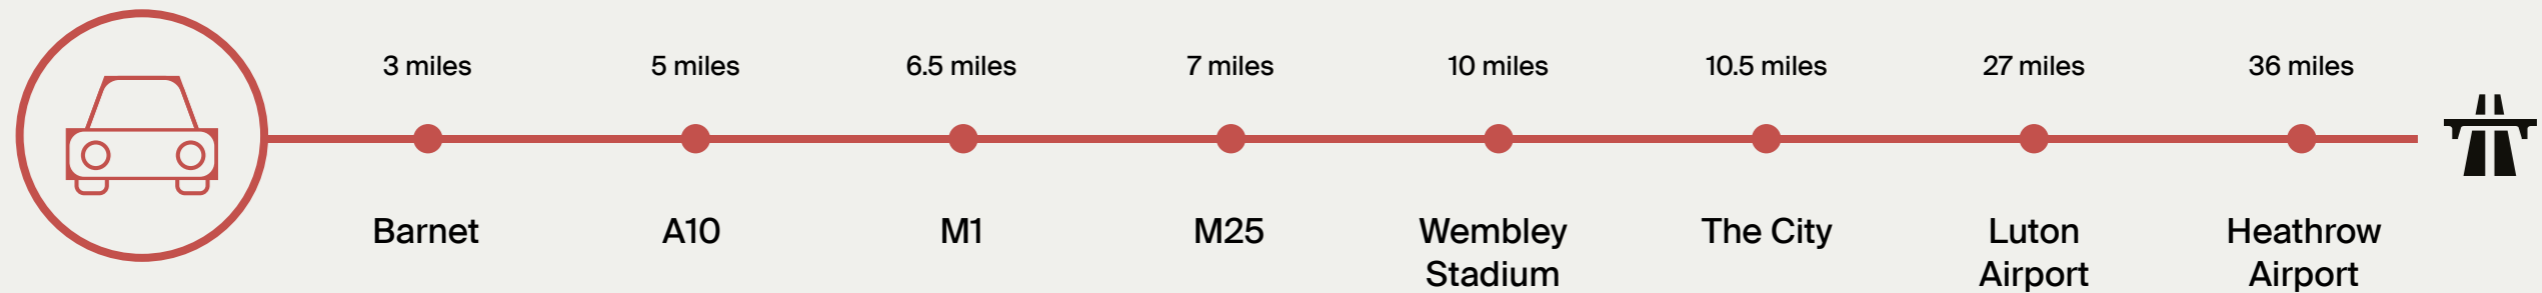 3 miles
5 miles
6.5 miles
7 miles
10 miles
10.5 miles
27 miles
36 miles
Barnet
A10
M1
M25
Wembley
Stadium
The City
Luton
Airport
Heathrow
Airport